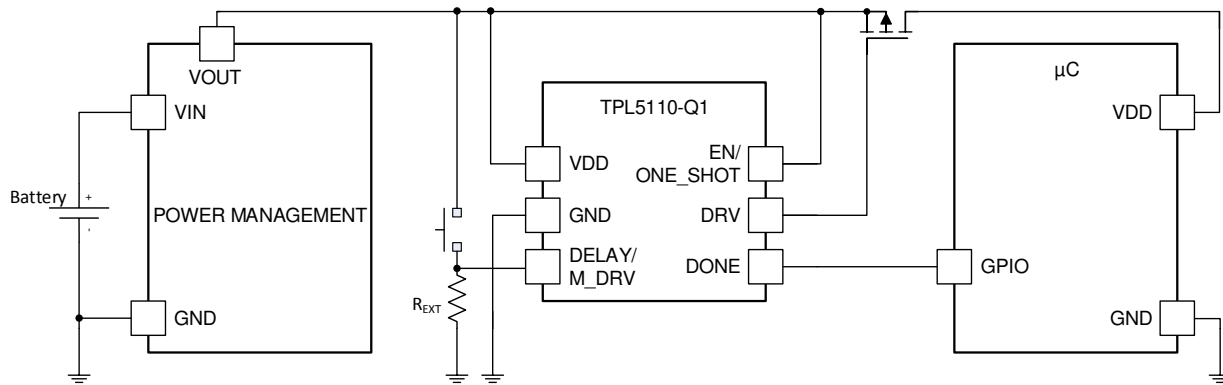 VOUT
VIN
Battery
+
-
POWER MANAGEMENT
GND
R_EXT
TPL5110-Q1
VDD
GND
DELAY/
M_DRV
EN/
ONE_SHOT
DRV
DONE
µC
VDD
GPIO
GND